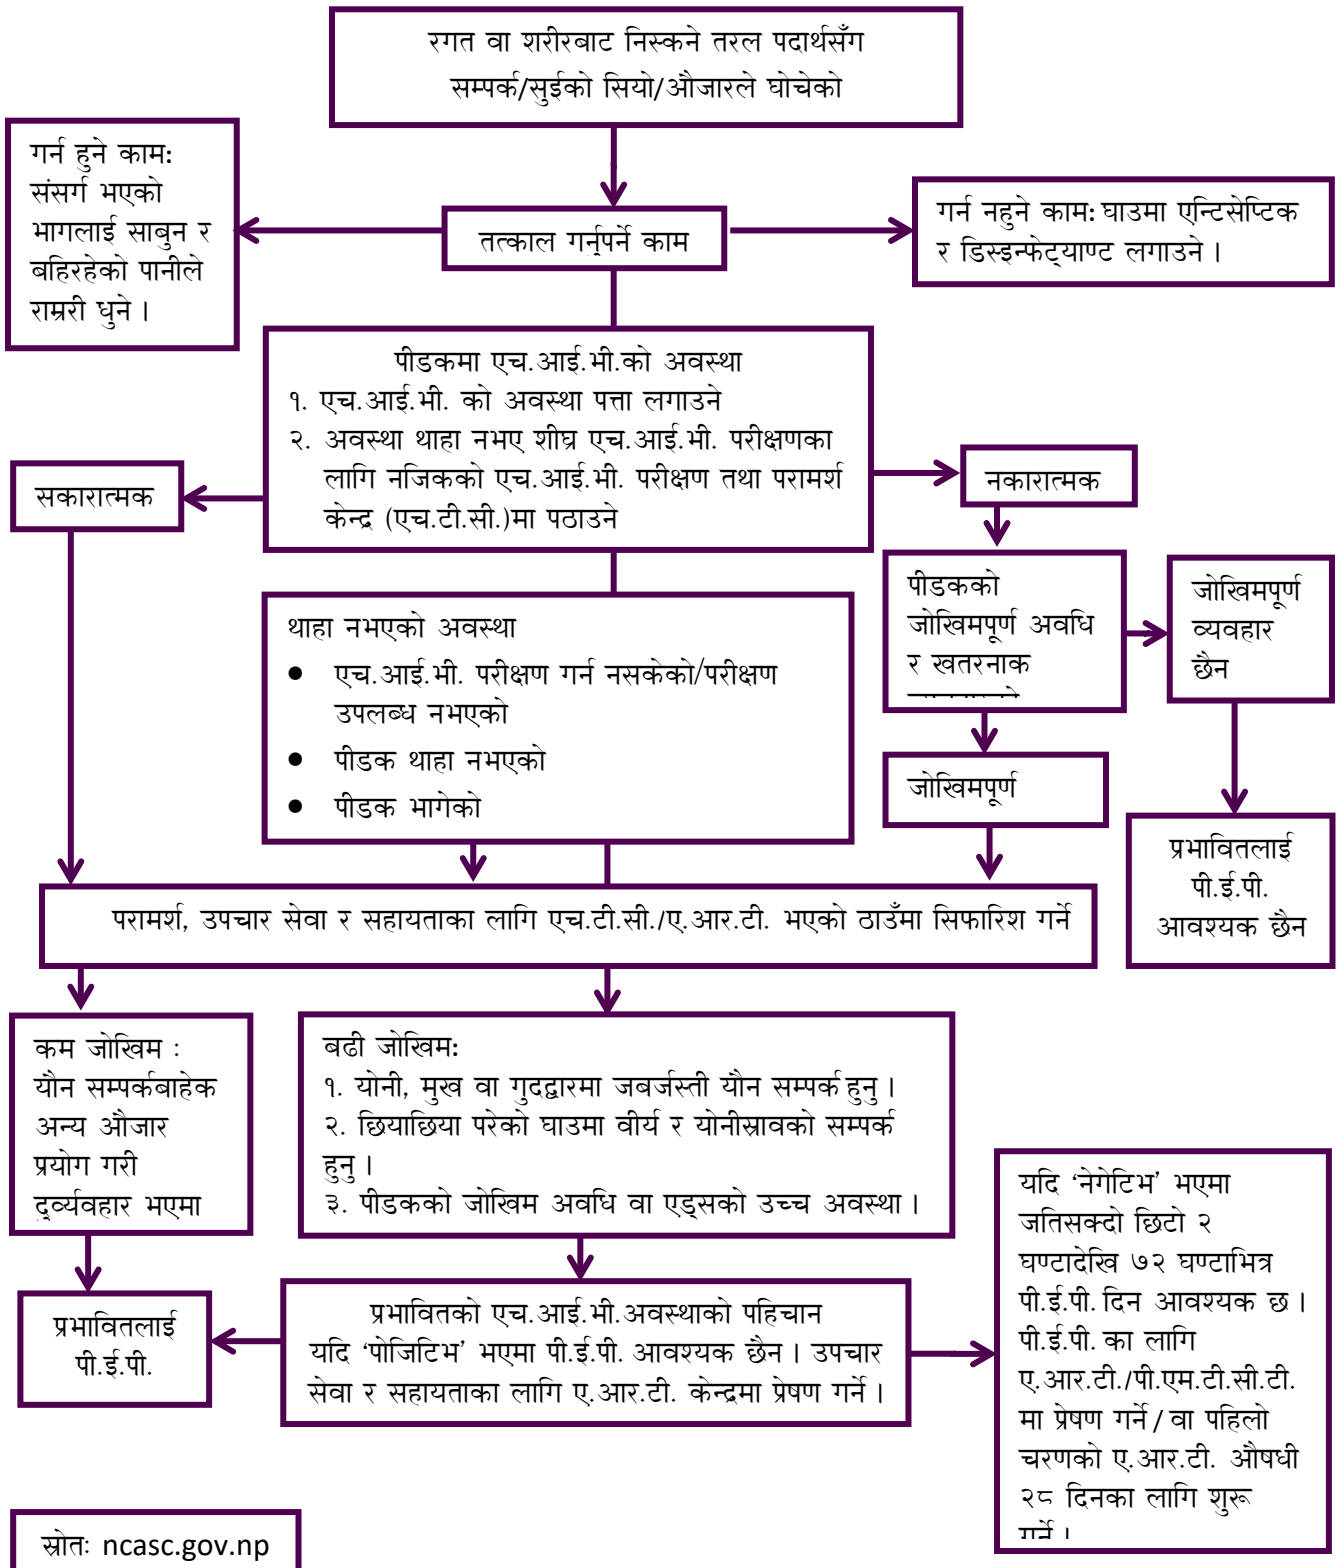 रगत वा शरीरबाट निस्कने तरल पदार्थसँग
सम्पर्क/सुईको सियो/औजारले घोचेको
गर्न हुने काम:
संसर्ग भएको
भागलाई साबुन र
बहिरहेको पानीले
राम्ररी धुने ।
तत्काल गर्नुपर्ने काम
गर्न नहुने काम: घाउमा एन्टिसेप्टिक
र डिस्इन्फेट्याण्ट लगाउने ।
पीडकमा एच.आई.भी.को अवस्था
१. एच.आई.भी. को अवस्था पत्ता लगाउने
२. अवस्था थाहा नभए शीघ्र एच.आई.भी. परीक्षणका
लागि नजिकको एच.आई.भी. परीक्षण तथा परामर्श
केन्द्र (एच.टी.सी.)मा पठाउने
सकारात्मक
नकारात्मक
पीडकको
जोखिमपूर्ण अवधि
र खतरनाक
जोखिमपूर्ण
व्यवहार
छैन
थाहा नभएको अवस्था
● एच.आई.भी. परीक्षण गर्न नसकेको/परीक्षण
उपलब्ध नभएको
● पीडक थाहा नभएको
● पीडक भागेको
जोखिमपूर्ण
प्रभावितलाई
पी.ई.पी.
आवश्यक छैन
परामर्श, उपचार सेवा र सहायताका लागि एच.टी.सी./ए.आर.टी. भएको ठाउँमा सिफारिश गर्ने
कम जोखिम :
यौन सम्पर्कबाहेक
अन्य औजार
प्रयोग गरी
दुर्व्यवहार भएमा
बढी जोखिम:
१. योनी, मुख वा गुदद्वारमा जबर्जस्ती यौन सम्पर्क हुनु ।
२. छियाछिया परेको घाउमा वीर्य र योनीस्रावको सम्पर्क
हुनु ।
३. पीडकको जोखिम अवधि वा एड्सको उच्च अवस्था ।
प्रभावितलाई
पी.ई.पी.
प्रभावितको एच.आई.भी.अवस्थाको पहिचान
यदि ‘पोजिटिभ’ भएमा पी.ई.पी. आवश्यक छैन । उपचार
सेवा र सहायताका लागि ए.आर.टी. केन्द्रमा प्रेषण गर्ने ।
यदि ‘नेगेटिभ’ भएमा
जतिसक्दो छिटो २
घण्टादेखि ७२ घण्टाभित्र
पी.ई.पी. दिन आवश्यक छ ।
पी.ई.पी. का लागि
ए.आर.टी./पी.एम.टी.सी.टी.
मा प्रेषण गर्ने / वा पहिलो
चरणको ए.आर.टी. औषधी
२८ दिनका लागि शुरू
गर्ने ।
स्रोतः ncasc.gov.np